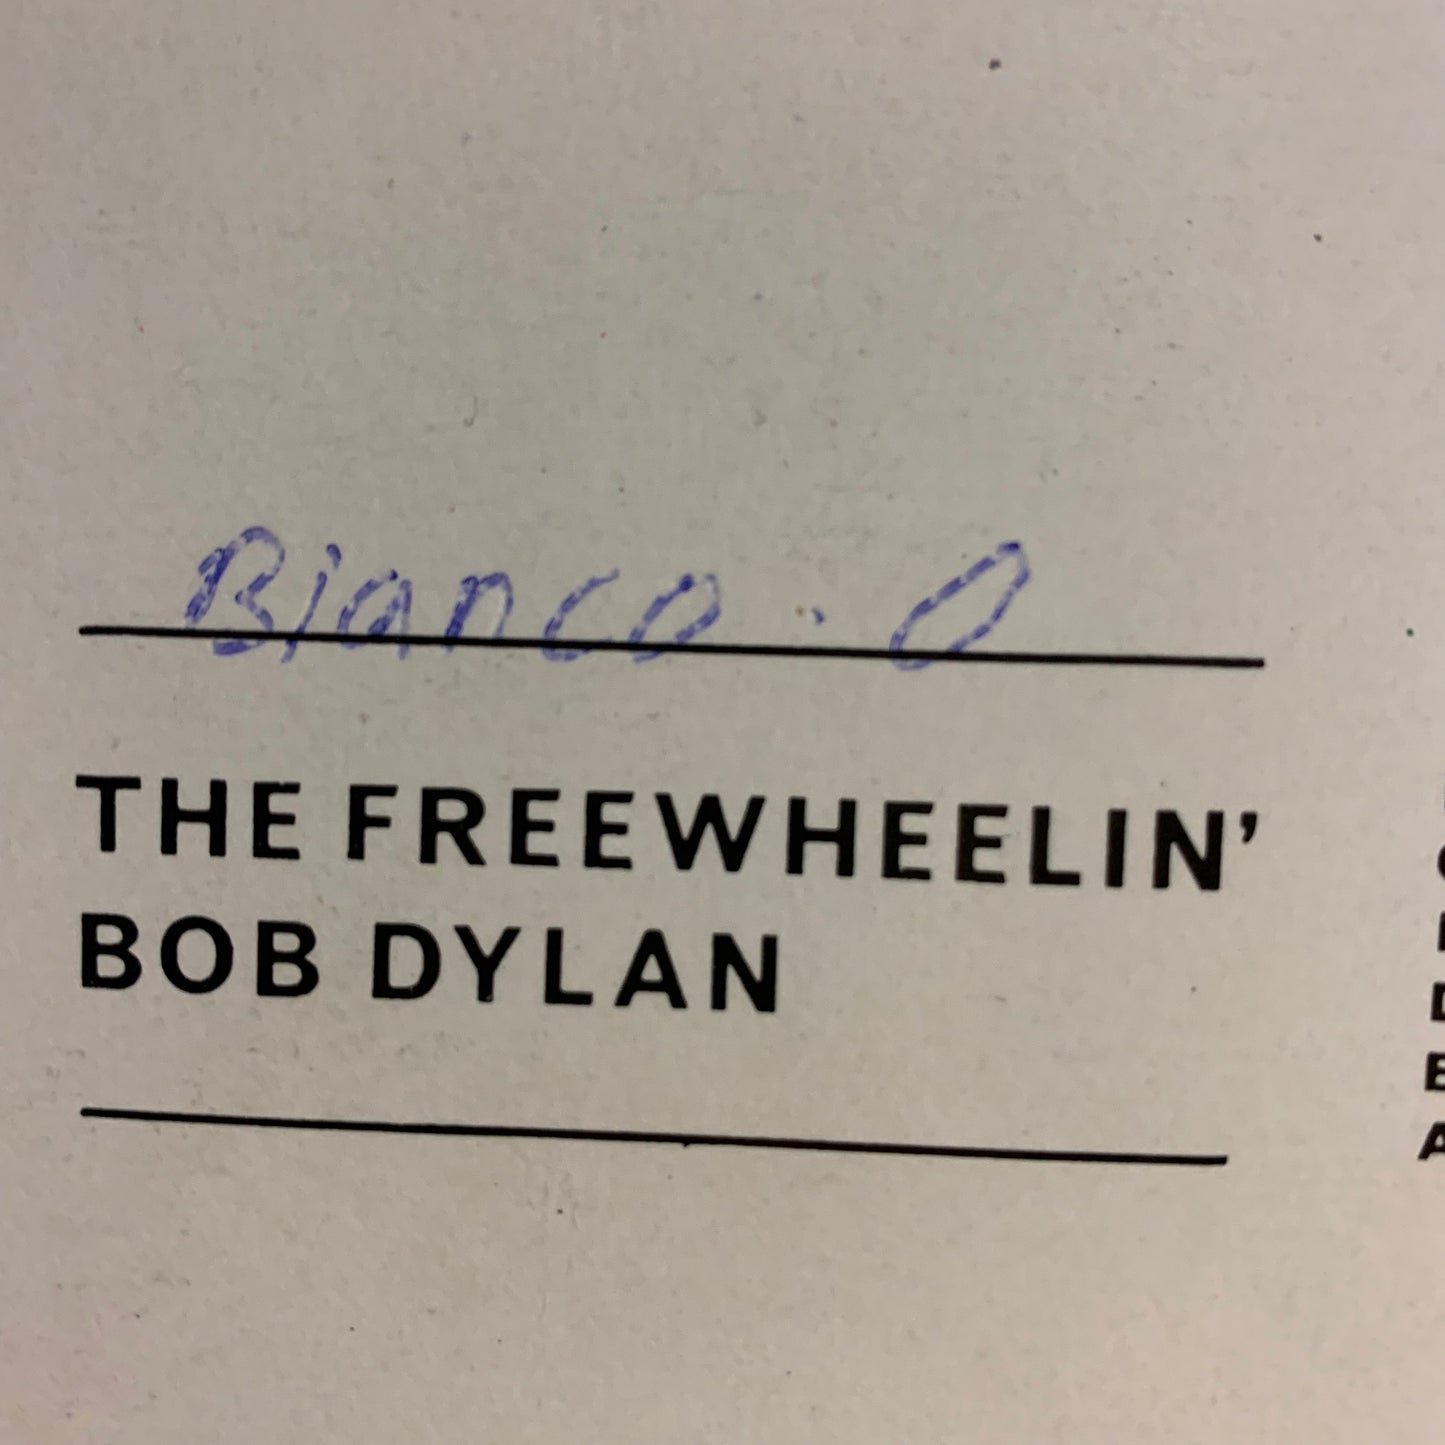 Bianco . O
THE FREEWHEELIN’
BOB DYLAN